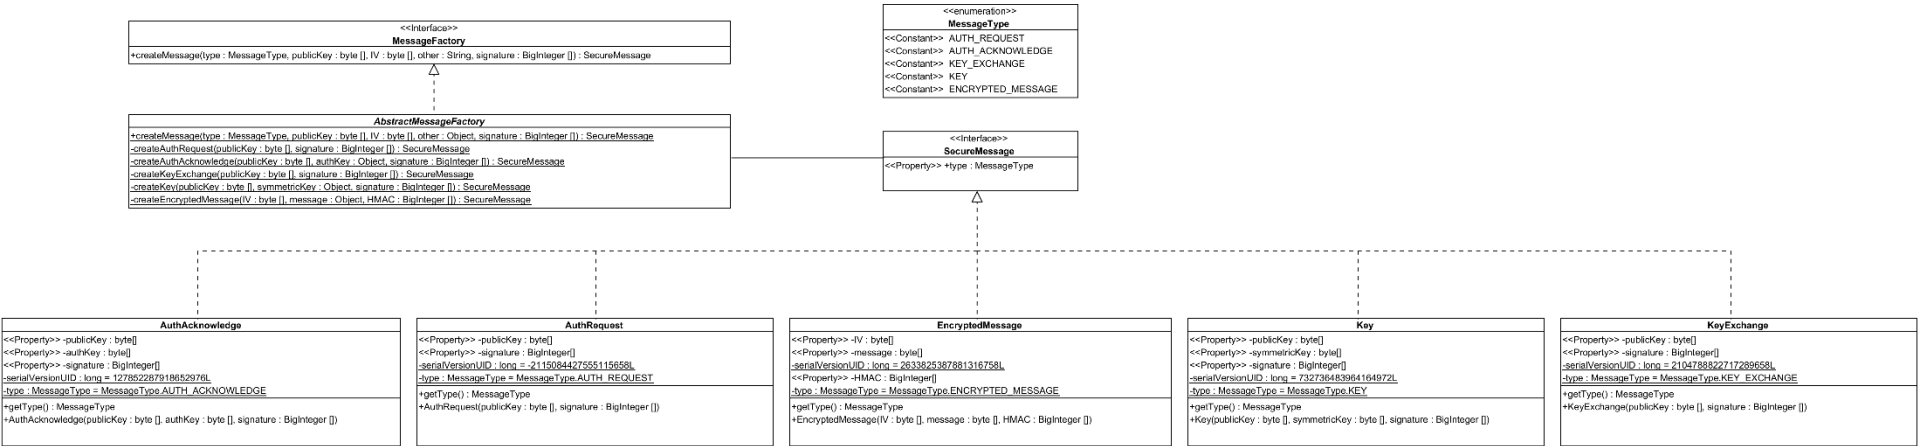 <<Interface>>
MessageFactory
+createMessage(type : MessageType, publicKey : byte [], IV : byte [], other : String, signature : BigInteger []) : SecureMessage
<<enumeration>>
MessageType
<<Constant>> AUTH_REQUEST
<<Constant>> AUTH_ACKNOWLEDGE
<<Constant>> KEY_EXCHANGE
<<Constant>> KEY
<<Constant>> ENCRYPTED_MESSAGE
AbstractMessageFactory
+createMessage(type : MessageType, publicKey : byte [], IV : byte [], other : Object, signature : BigInteger []) : SecureMessage
-createAuthRequest(publicKey : byte [], signature : BigInteger []) : SecureMessage
-createAuthAcknowledge(publicKey : byte [], authKey : Object, signature : BigInteger []) : SecureMessage
-createKeyExchange(publicKey : byte [], signature : BigInteger []) : SecureMessage
-createKey(publicKey : byte [], symmetricKey : Object, signature : BigInteger []) : SecureMessage
-createEncryptedMessage(IV : byte [], message : Object, HMAC : BigInteger []) : SecureMessage
<<Interface>>
SecureMessage
<<Property>> +type : MessageType
AuthAcknowledge
<<Property>> -publicKey : byte[]
<<Property>> -authKey : byte[]
<<Property>> -signature : BigInteger[]
-serialVersionUID : long = 127852287918652976L
-type : MessageType = MessageType.AUTH_ACKNOWLEDGE
+getType() : MessageType
+AuthAcknowledge(publicKey : byte [], authKey : byte [], signature : BigInteger [])
AuthRequest
<<Property>> -publicKey : byte[]
<<Property>> -signature : BigInteger[]
-serialVersionUID : long = -2115084427555115658L
-type : MessageType = MessageType.AUTH_REQUEST
+getType() : MessageType
+AuthRequest(publicKey : byte [], signature : BigInteger [])
EncryptedMessage
<<Property>> -IV : byte[]
<<Property>> -message : byte[]
-serialVersionUID : long = 2633825387881316758L
<<Property>> -HMAC : BigInteger[]
-type : MessageType = MessageType.ENCRYPTED_MESSAGE
+getType() : MessageType
+EncryptedMessage(IV : byte [], message : byte [], HMAC : BigInteger [])
Key
<<Property>> -publicKey : byte[]
<<Property>> -symmetricKey : byte[]
<<Property>> -signature : BigInteger[]
-serialVersionUID : long = 732736483964164972L
-type : MessageType = MessageType.KEY
+getType() : MessageType
+Key(publicKey : byte [], symmetricKey : byte [], signature : BigInteger [])
KeyExchange
<<Property>> -publicKey : byte[]
<<Property>> -signature : BigInteger[]
-serialVersionUID : long = 2104788822717289658L
-type : MessageType = MessageType.KEY_EXCHANGE
+getType() : MessageType
+KeyExchange(publicKey : byte [], signature : BigInteger [])